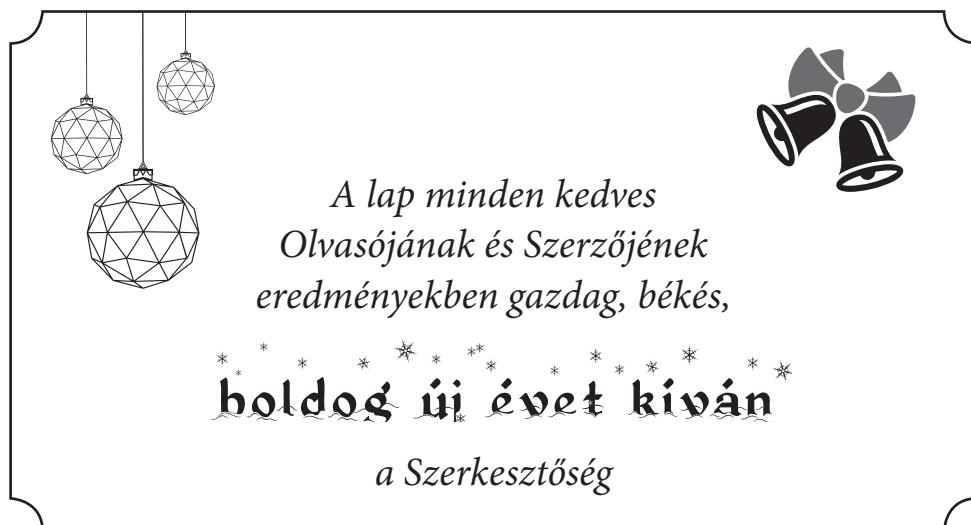 A lap minden kedves
Olvasójának és Szerzőjének
eredményekben gazdag, békés,
boldog új évet kíván
a Szerkesztőség